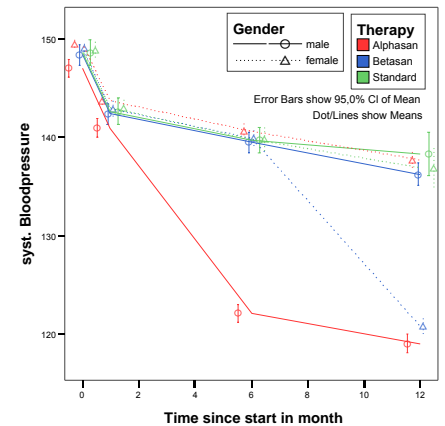 Gender
male
female
Therapy
Alphasan
Betasan
Standard
Error Bars show 95,0% CI of Mean
Dot/Lines show Means
syst. Bloodpressure
150
140
130
120
0 2 4 6 8 10 12
Time since start in month